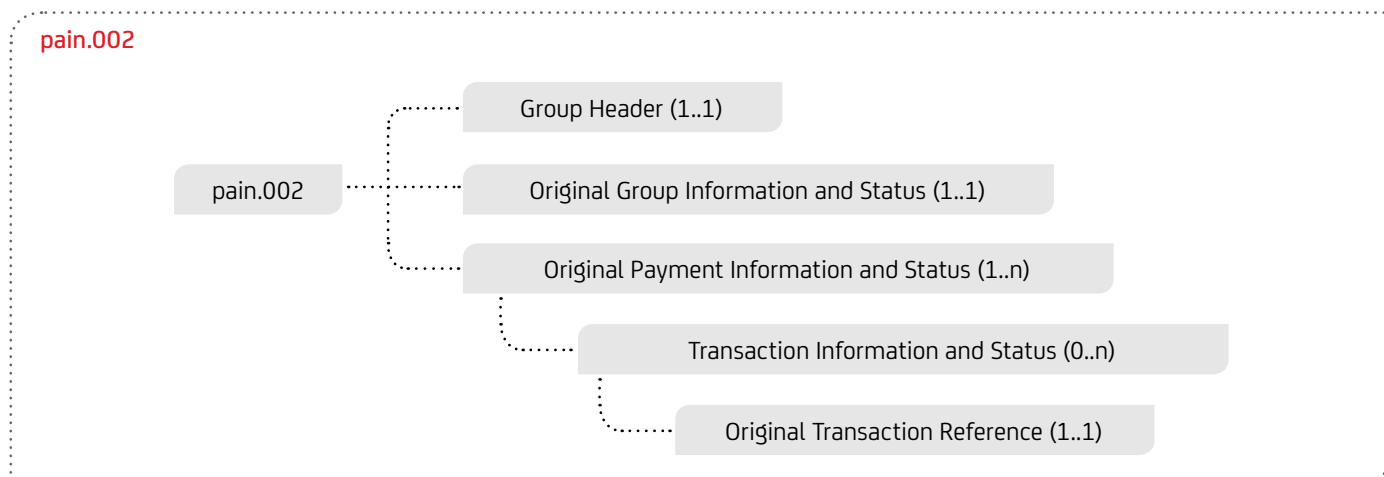 pain.002
Group Header (1..1)
pain.002
Original Group Information and Status (1..1)
Original Payment Information and Status (1..n)
Transaction Information and Status (0..n)
Original Transaction Reference (1..1)